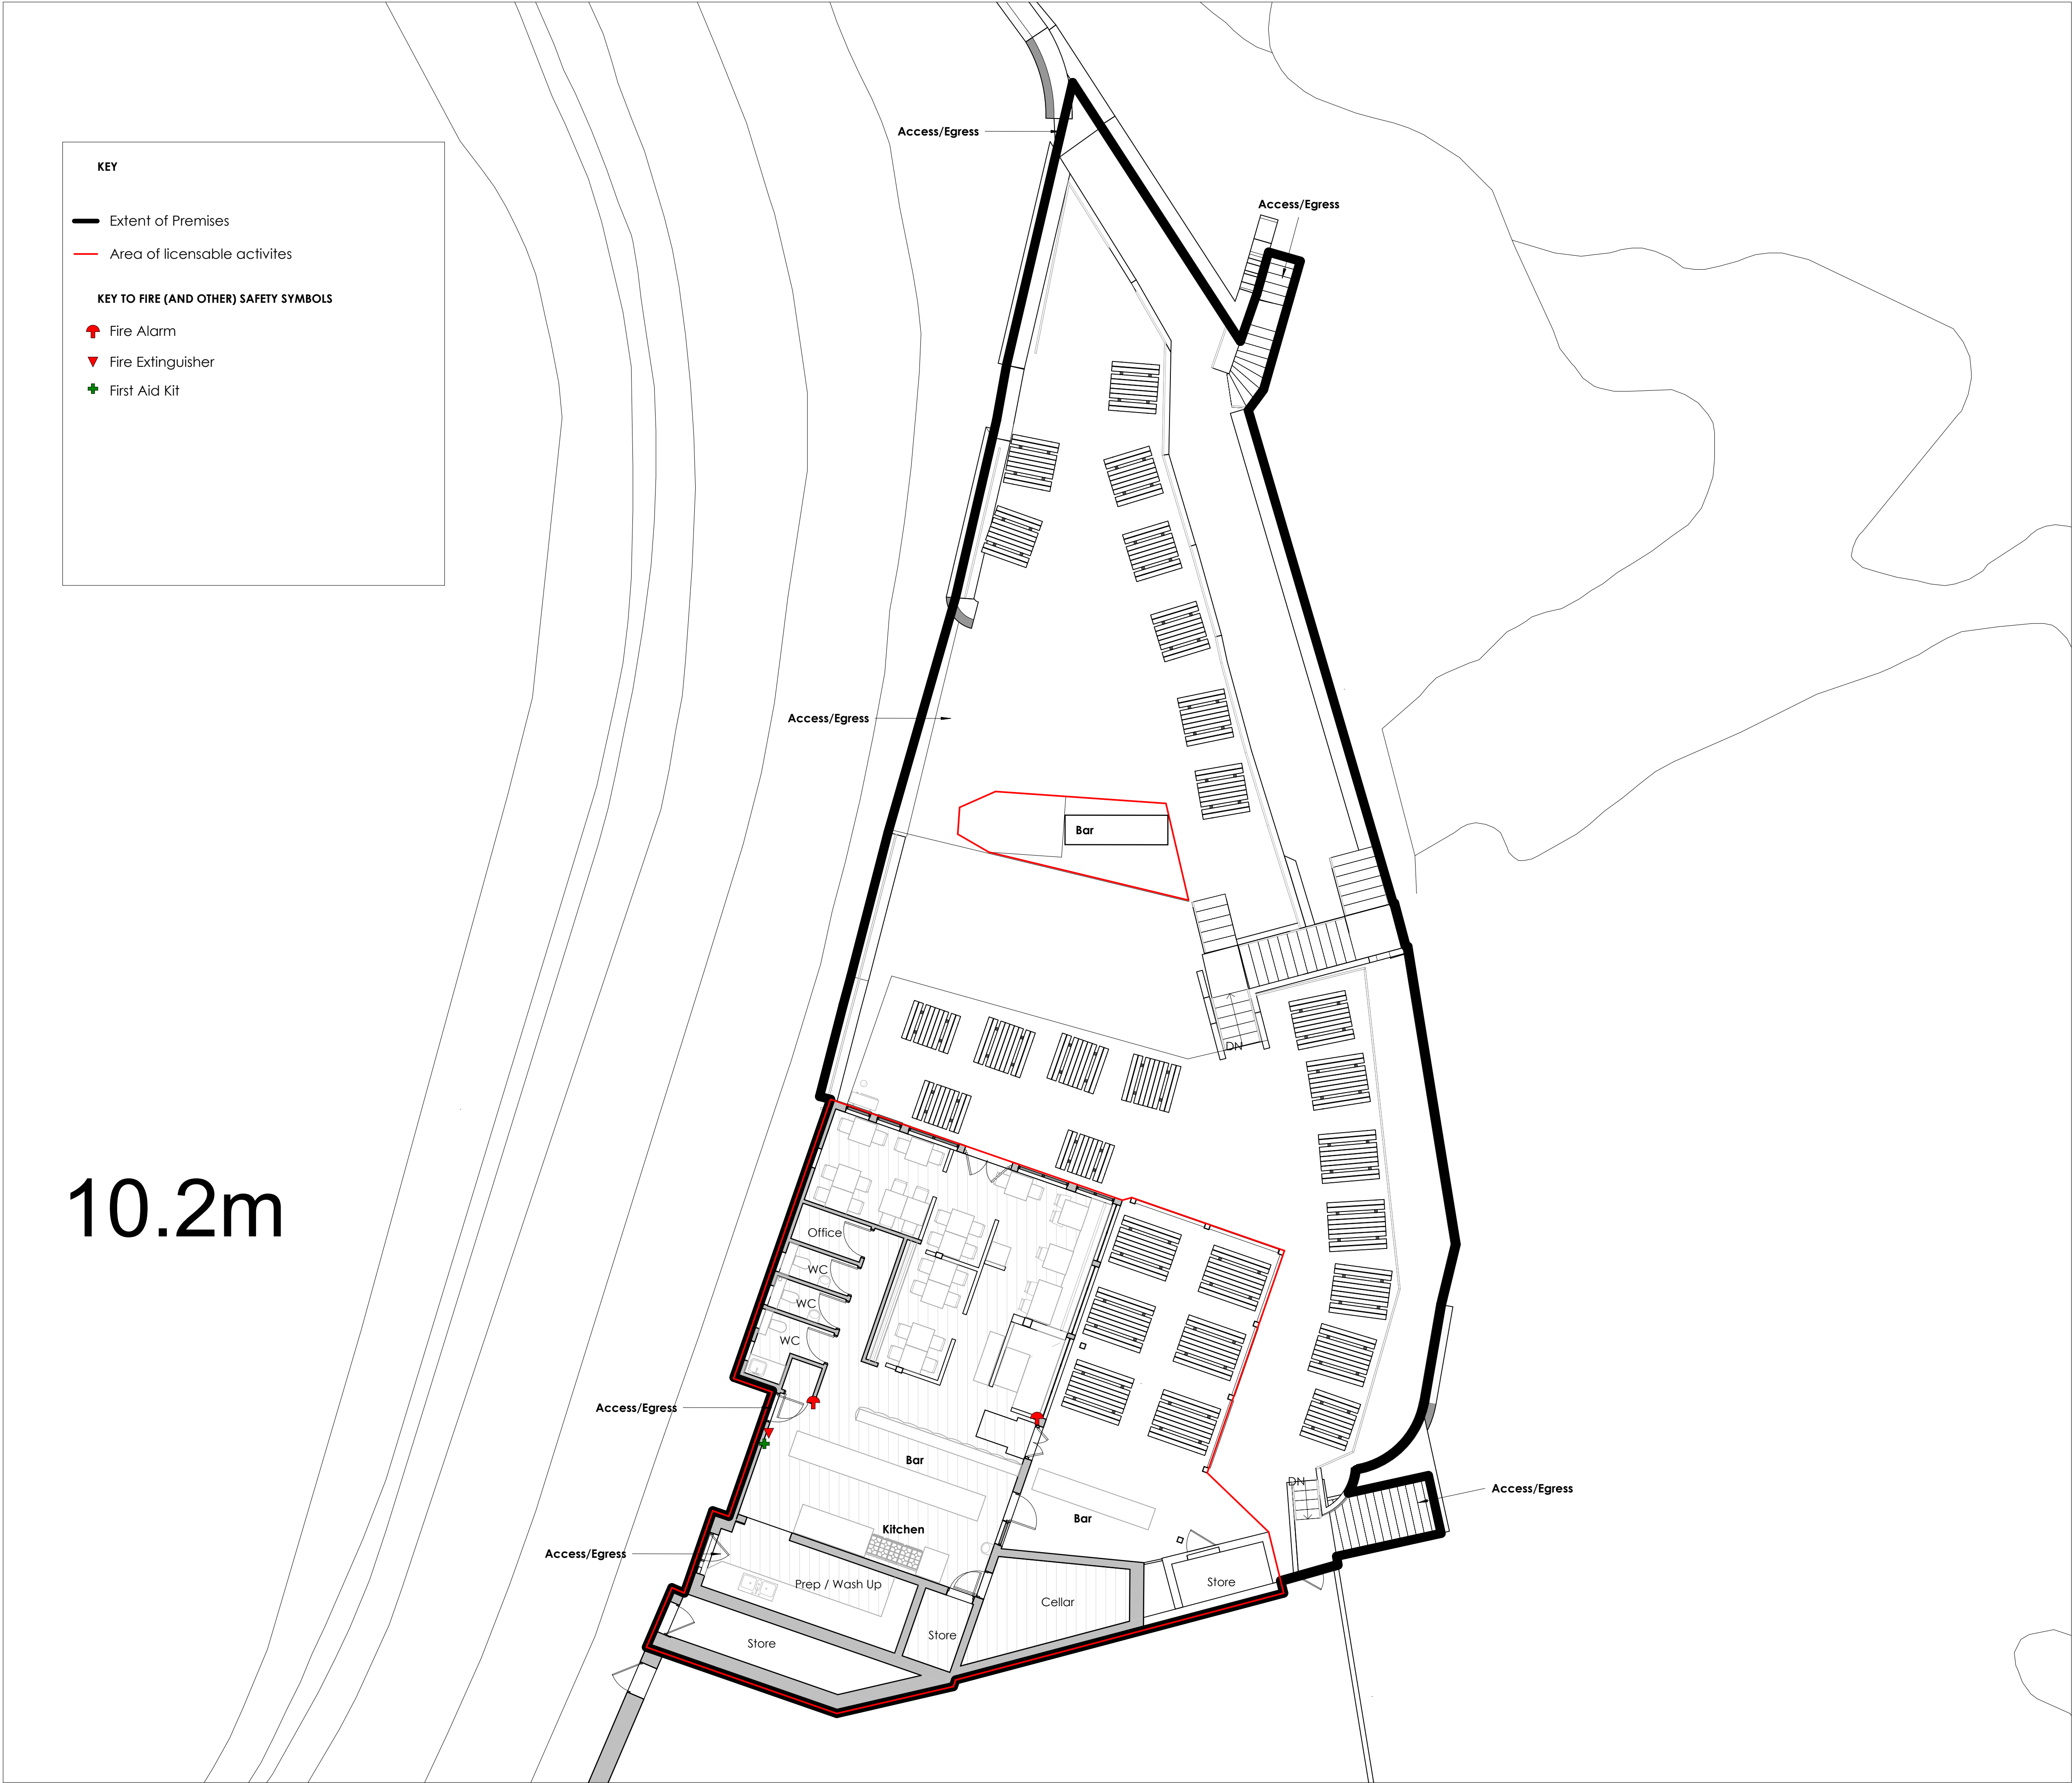 Access/Egress
KEY
Extent of Premises
Area of licensable activites
KEY TO FIRE (AND OTHER) SAFETY SYMBOLS
Fire Alarm
Fire Extinguisher
First Aid Kit
Access/Egress
Access/Egress
Bar
DN
10.2m
Office
WC
WC
WC
Access/Egress
Bar
DN
Access/Egress
Bar
Kitchen
Access/Egress
Prep / Wash Up
Store
Cellar
Store
Store